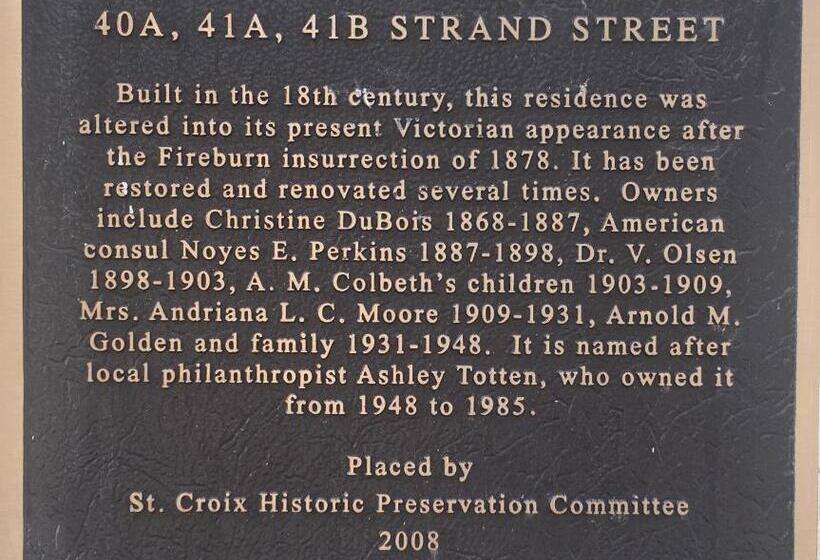 40A, 41A, 41B STRAND STREET
Built in the 18th century, this residence was
altered into its present Victorian appearance after
the Fireburn insurrection of 1878. It has been
restored and renovated several times. Owners
include Christine DuBois 1868-1887, American
consul Noyes E. Perkins 1887-1898, Dr. V. Olsen
1898-1903, A. M. Colbeth's children 1903-1909,
Mrs. Andriana L. C. Moore 1909-1931, Arnold M.
Golden and family 1931-1948. It is named after
local philanthropist Ashley Totten, who owned it
from 1948 to 1985.
Placed by
St. Croix Historic Preservation Committee
2008